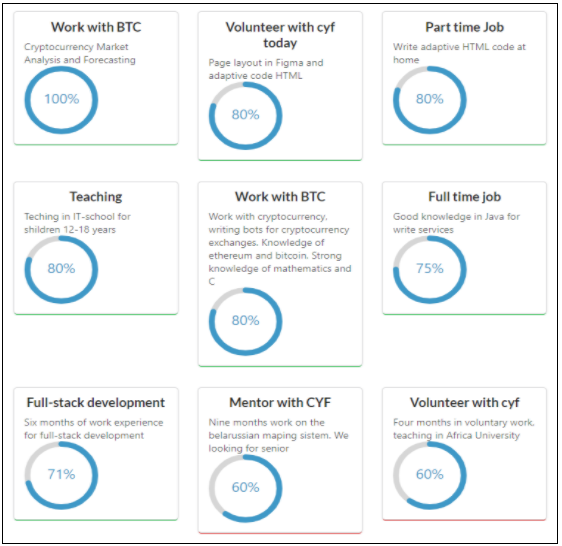 Work with BTC
Cryptocurrency Market
Analysis and Forecasting
100%
Volunteer with cyf
today
Page layout in Figma and
adaptive code HTML
80%
Part time Job
Write adaptive HTML code at
home
80%
Teaching
Teching in IT-school for
shildren 12-18 years
80%
Work with BTC
Work with cryptocurrency,
writing bots for cryptocurrency
exchanges. Knowledge of
ethereum and bitcoin. Strong
knowledge of mathematics and
C
80%
Full time job
Good knowledge in Java for
write services
75%
Full-stack development
Six months of work experience
for full-stack development
71%
Mentor with CYF
Nine months work on the
belarussian maping sistem. We
looking for senior
60%
Volunteer with cyf
Four months in voluntary work,
teaching in Africa University
60%